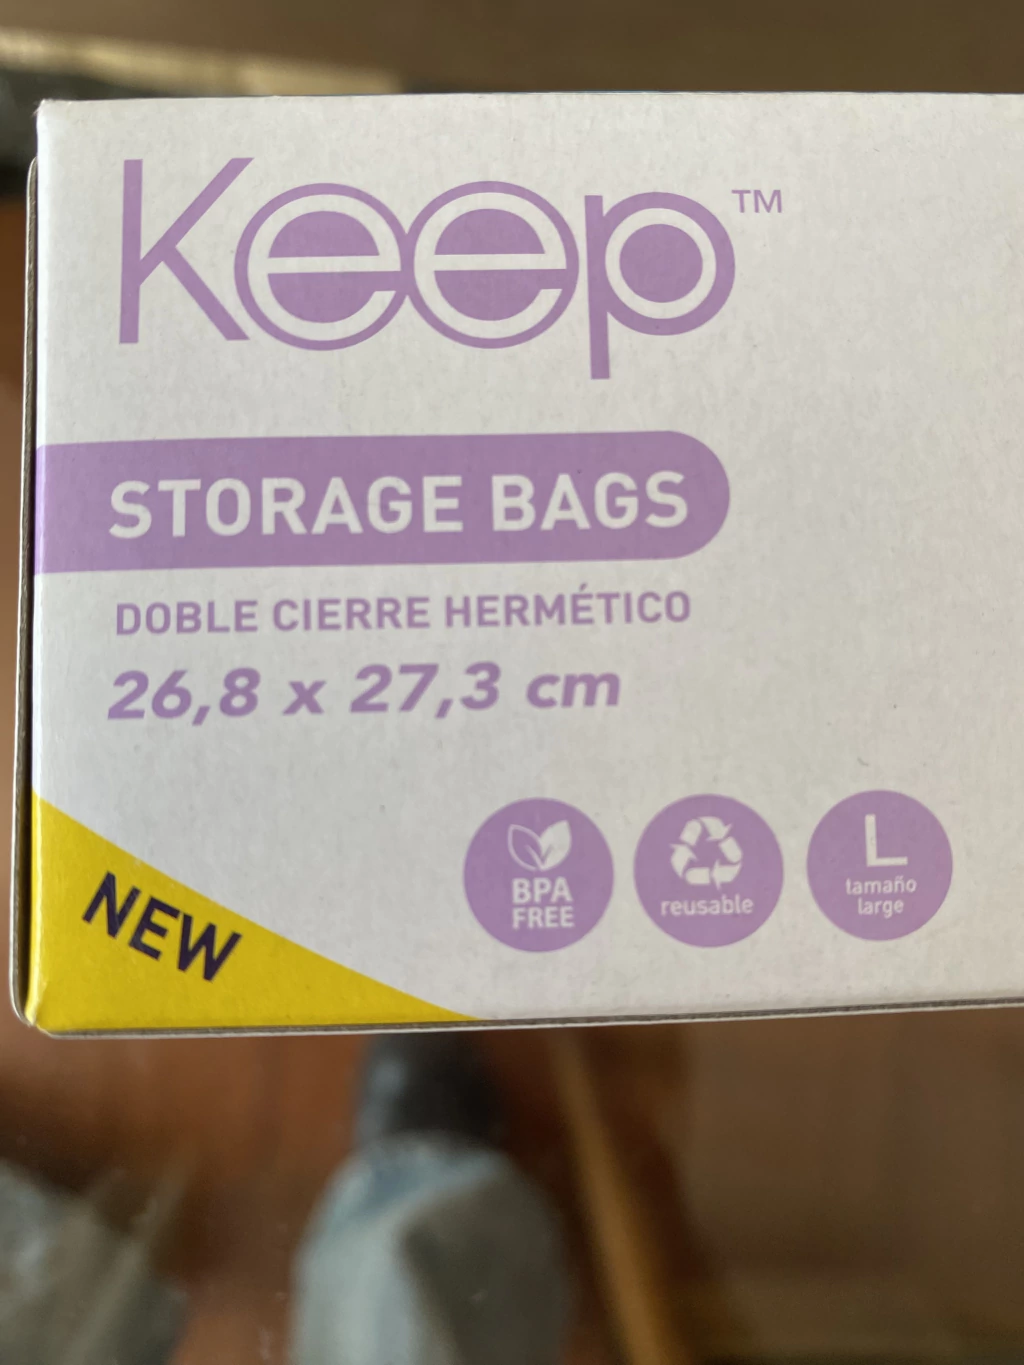 Keep™
STORAGE BAGS
DOBLE CIERRE HERMÉTICO
26,8 x 27,3 cm
NEW
BPA
FREE
reusable
L
tamaño
large